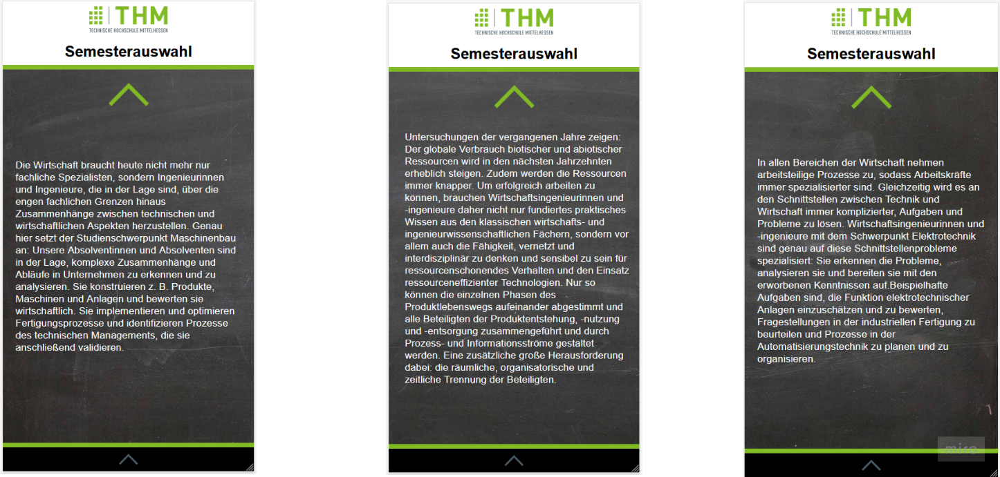 THM
TECHNISCHE HOCHSCHULE MITTELHESSEN
Semesterauswahl
Die Wirtschaft braucht heute nicht mehr nur
fachliche Spezialisten, sondern Ingenieurinnen
und Ingenieure, die in der Lage sind, über die
engen fachlichen Grenzen hinaus
Zusammenhänge zwischen technischen und
wirtschaftlichen Aspekten herzustellen. Genau
hier setzt der Studienschwerpunkt Maschinenbau
an: Unsere Absolventinnen und Absolventen sind
in der Lage, komplexe Zusammenhänge und
Abläufe in Unternehmen zu erkennen und zu
analysieren. Sie konstruieren z. B. Produkte,
Maschinen und Anlagen und bewerten sie
wirtschaftlich. Sie implementieren und optimieren
Fertigungsprozesse und identifizieren Prozesse
des technischen Managements, die sie
anschließend validieren.
THM
TECHNISCHE HOCHSCHULE MITTELHESSEN
Semesterauswahl
Untersuchungen der vergangenen Jahre zeigen:
Der globale Verbrauch biotischer und abiotischer
Ressourcen wird in den nächsten Jahrzehnten
erheblich steigen. Zudem werden die Ressourcen
immer knapper. Um erfolgreich arbeiten zu
können, brauchen Wirtschaftsingenieurinnen und
-ingenieure daher nicht nur fundiertes praktisches
Wissen aus den klassischen wirtschafts- und
ingenieurwissenschaftlichen Fächern, sondern vor
allem auch die Fähigkeit, vernetzt und
interdisziplinär zu denken und sensibel zu sein für
ressourcenschonendes Verhalten und den Einsatz
ressourceneffizienter Technologien. Nur so
können die einzelnen Phasen des
Produktlebenswegs aufeinander abgestimmt und
alle Beteiligten der Produktentstehung, -nutzung
und -entsorgung zusammengeführt und durch
Prozess- und Informationsströme gestaltet
werden. Eine zusätzliche große Herausforderung
dabei: die räumliche, organisatorische und
zeitliche Trennung der Beteiligten.
THM
TECHNISCHE HOCHSCHULE MITTELHESSEN
Semesterauswahl
In allen Bereichen der Wirtschaft nehmen
arbeitsteilige Prozesse zu, sodass Arbeitskräfte
immer spezialisierter sind. Gleichzeitig wird es an
den Schnittstellen zwischen Technik und
Wirtschaft immer komplizierter, Aufgaben und
Probleme zu lösen. Wirtschaftsingenieurinnen und
-ingenieure mit dem Schwerpunkt Elektrotechnik
sind genau auf diese Schnittstellenprobleme
spezialisiert: Sie erkennen die Probleme,
analysieren sie und bereiten sie mit den
erworbenen Kenntnissen auf.Beispielhafte
Aufgaben sind, die Funktion elektrotechnischer
Anlagen einzuschätzen und zu bewerten,
Fragestellungen in der industriellen Fertigung zu
beurteilen und Prozesse in der
Automatisierungstechnik zu planen und zu
organisieren.
miro